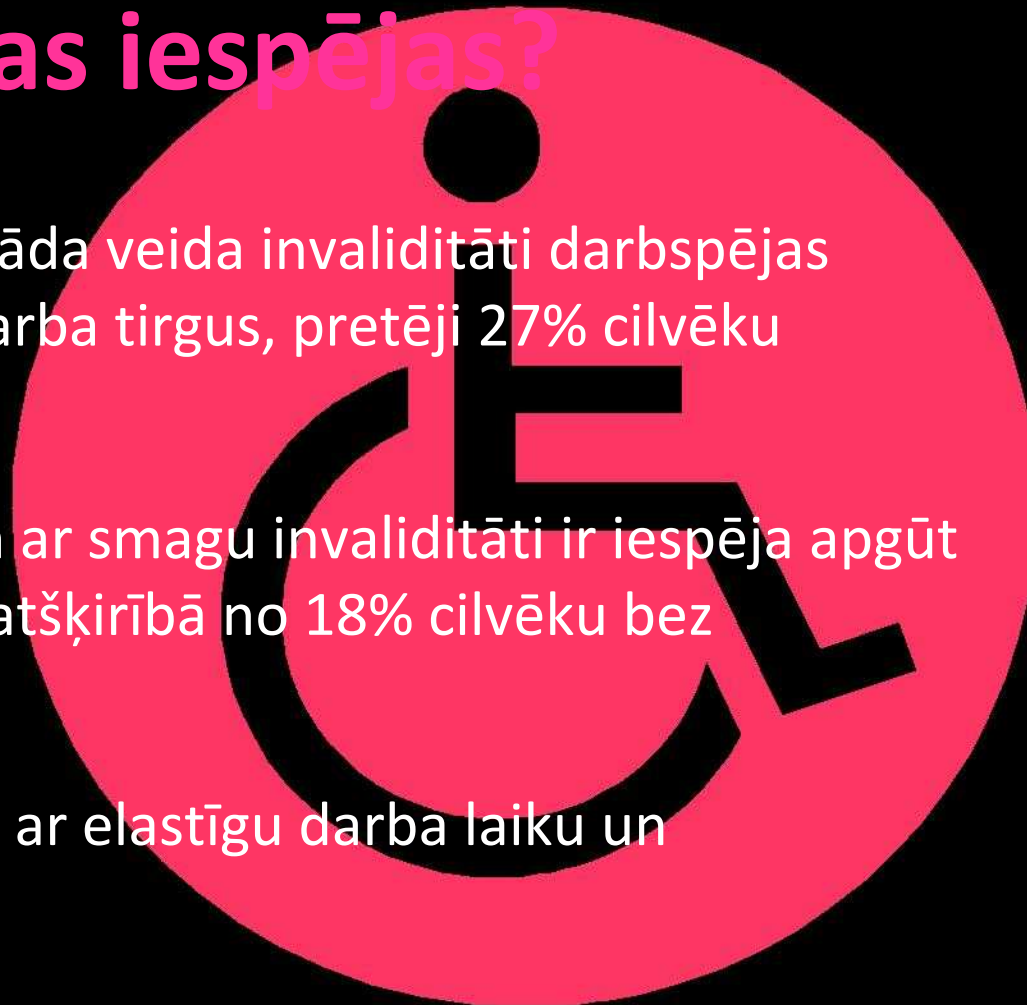 as iespējas?
āda veida invaliditāti darbspējas
arba tirgus, pretēji 27% cilvēku
ar smagu invaliditāti ir iespēja apgūt
atšķirībā no 18% cilvēku bez
ar elastīgu darba laiku un